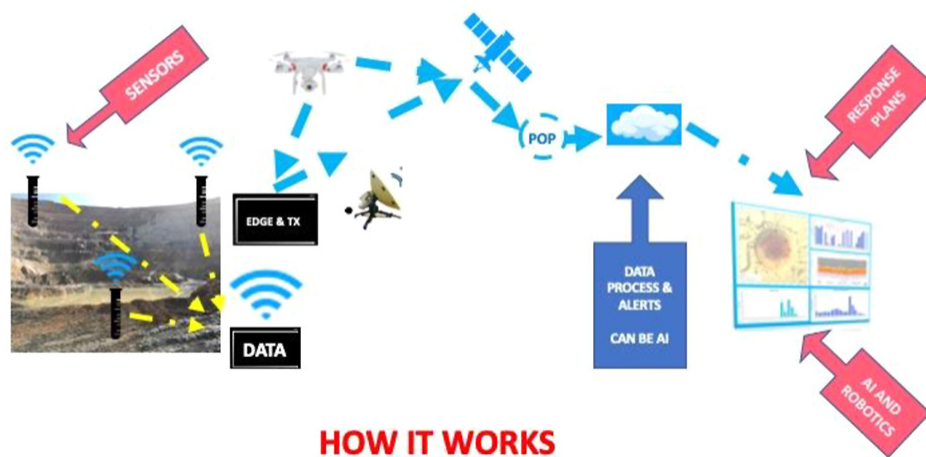 SENSORS
RESPONSE
PLANS
POP
EDGE & TX
DATA
PROCESS &
ALERTS
CAN BE AI
DATA
AI AND
ROBOTICS
HOW IT WORKS